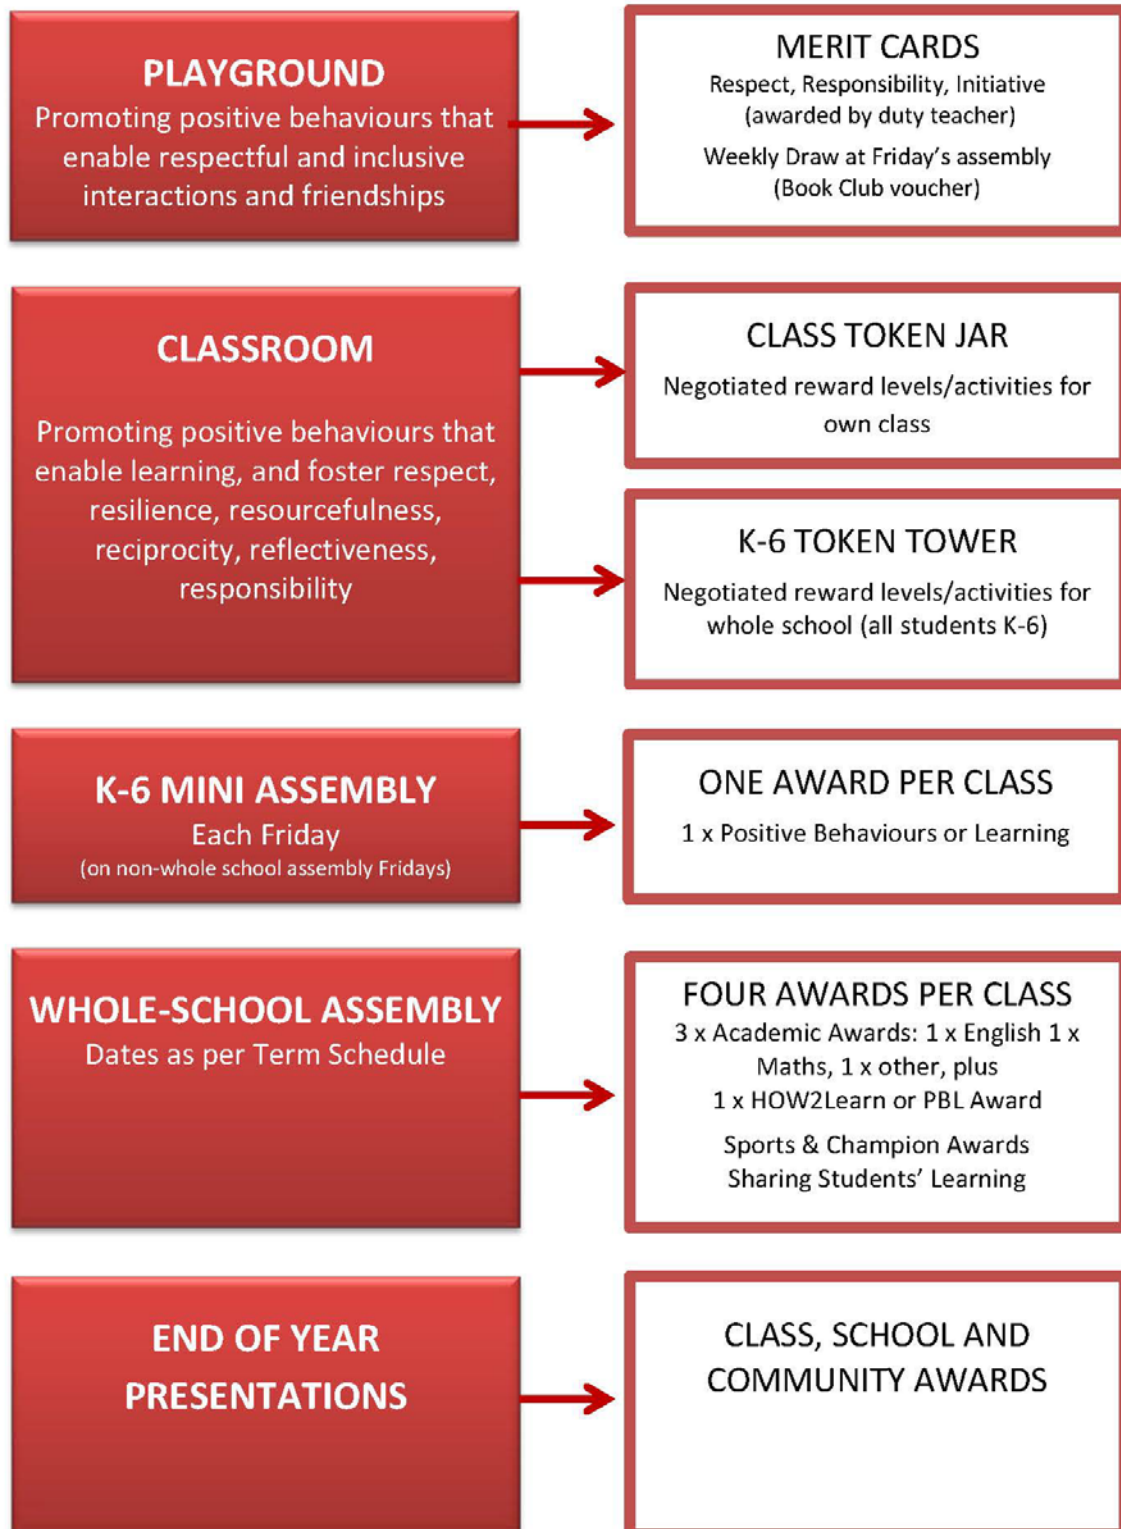 PLAYGROUND
Promoting positive behaviours that
enable respectful and inclusive
interactions and friendships
MERIT CARDS
Respect, Responsibility, Initiative
(awarded by duty teacher)
Weekly Draw at Friday’s assembly
(Book Club voucher)
CLASSROOM
Promoting positive behaviours that
enable learning, and foster respect,
resilience, resourcefulness,
reciprocity, reflectiveness,
responsibility
CLASS TOKEN JAR
Negotiated reward levels/activities for
own class
K-6 TOKEN TOWER
Negotiated reward levels/activities for
whole school (all students K-6)
K-6 MINI ASSEMBLY
Each Friday
(on non-whole school assembly Fridays)
ONE AWARD PER CLASS
1 x Positive Behaviours or Learning
WHOLE-SCHOOL ASSEMBLY
Dates as per Term Schedule
FOUR AWARDS PER CLASS
3 x Academic Awards: 1 x English 1 x
Maths, 1 x other, plus
1 x HOW2Learn or PBL Award
Sports & Champion Awards
Sharing Students’ Learning
END OF YEAR
PRESENTATIONS
CLASS, SCHOOL AND
COMMUNITY AWARDS